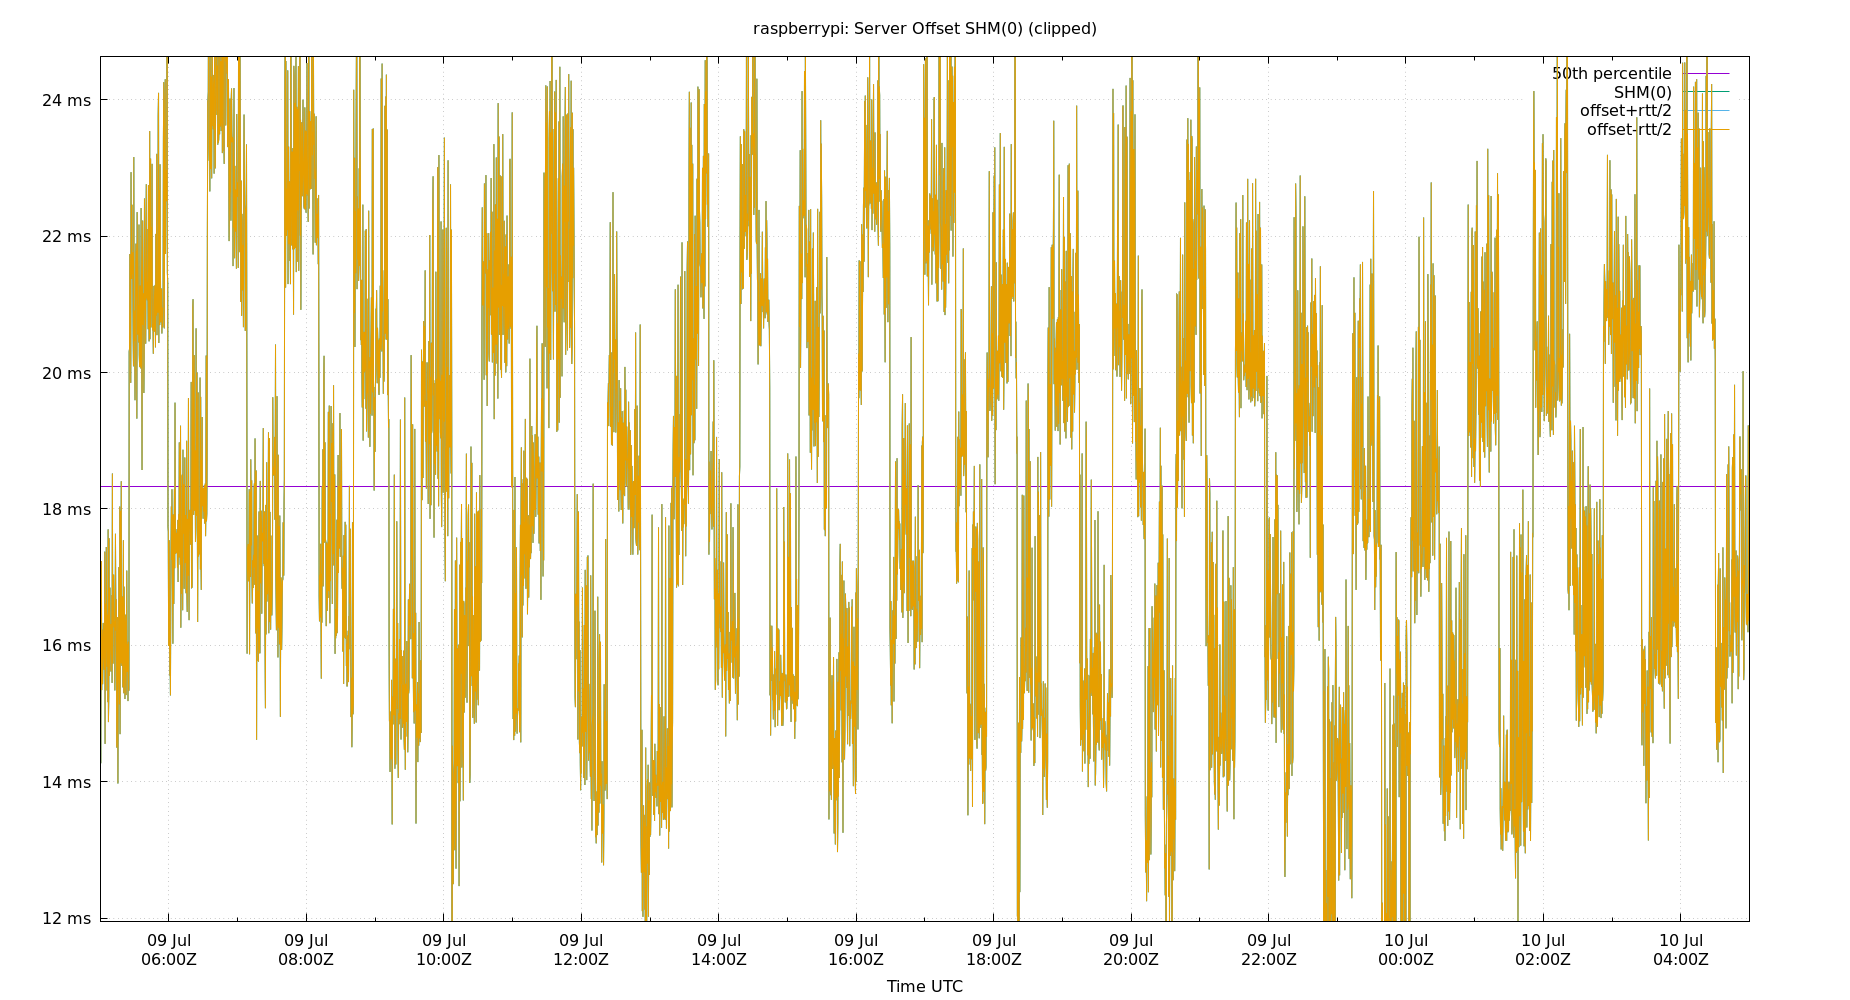 raspberrypi: Server Offset SHM(0) (clipped)
50th percentile
SHM(0)
offset+rtt/2
offset-rtt/2
24 ms
22 ms
20 ms
18 ms
16 ms
14 ms
12 ms
09 Jul 09 Jul 09 Jul 09 Jul 09 Jul 09 Jul 09 Jul 09 Jul 09 Jul 10 Jul 10 Jul 10 Jul
06:00Z 08:00Z 10:00Z 12:00Z 14:00Z 16:00Z 18:00Z 20:00Z 22:00Z 00:00Z 02:00Z 04:00Z
Time UTC